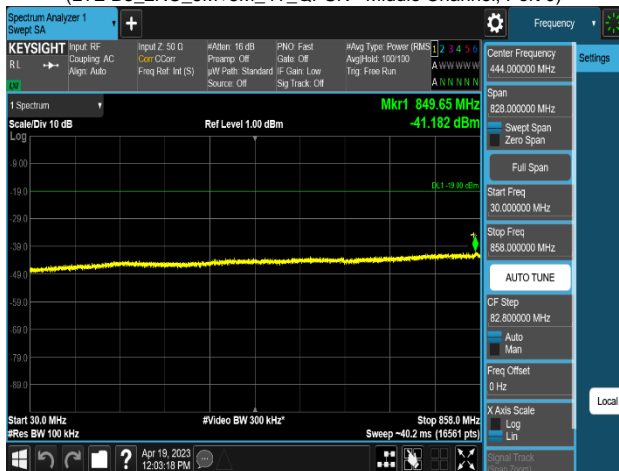 Spectrum Analyzer 1
Swept SA
+
Frequency
KEYSIGHT
Input: RF
Input Z: 50 Ω
#Atten: 16 dB
PNO: Fast
#Avg Type: Power (RMS
1 2 3 4 5 6
RL
Coupling: AC
Corr CCorr
Preamp: Off
Gate: Off
Avg|Hold: 100/100
A W W W W W
Align: Auto
Freq Ref: Int (S)
µW Path: Standard
IF Gain: Low
Trig: Free Run
Source: Off
Sig Track: Off
A N N N N N
1 Spectrum
Mkr1 849.65 MHz
Scale/Div 10 dB
Ref Level 1.00 dBm
-41.182 dBm
Log
-9.00
-19.0
DL1 -19.00 dBm
-29.0
-39.0
-49.0
-59.0
-69.0
-79.0
-89.0
Start 30.0 MHz
#Video BW 300 kHz*
Stop 858.0 MHz
#Res BW 100 kHz
Sweep ~40.2 ms (16561 pts)
Center Frequency
444.000000 MHz
Settings
Span
828.000000 MHz
Swept Span
Zero Span
Full Span
Start Freq
30.000000 MHz
Stop Freq
858.000000 MHz
AUTO TUNE
CF Step
82.800000 MHz
Auto
Man
Freq Offset
0 Hz
Local
X Axis Scale
Log
Lin
Signal Track
?
Apr 19, 2023
12:03:18 PM